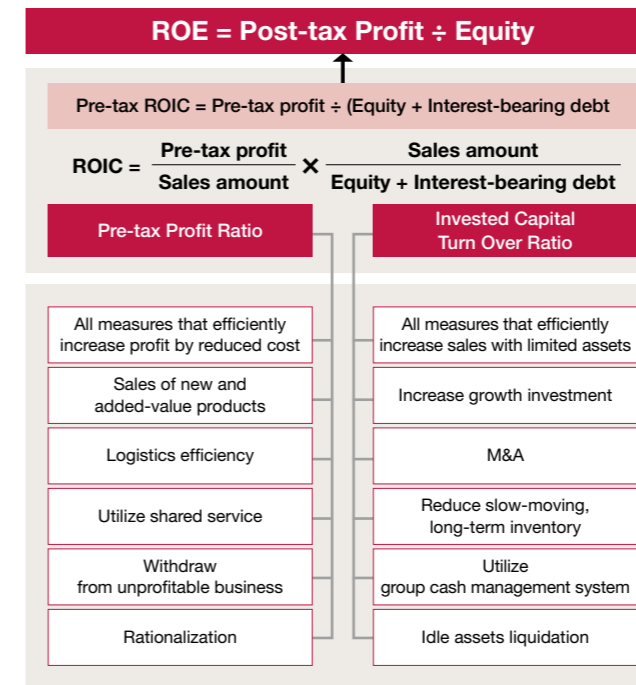 ROE = Post-tax Profit ÷ Equity
Pre-tax ROIC = Pre-tax profit ÷ (Equity + Interest-bearing debt
ROIC = Pre-tax profit / Sales amount × Sales amount / Equity + Interest-bearing debt
Pre-tax Profit Ratio
Invested Capital
Turn Over Ratio
All measures that efficiently
increase profit by reduced cost
All measures that efficiently
increase sales with limited assets
Sales of new and
added-value products
Increase growth investment
Logistics efficiency
M&A
Utilize shared service
Reduce slow-moving,
long-term inventory
Withdraw
from unprofitable business
Utilize
group cash management system
Rationalization
Idle assets liquidation